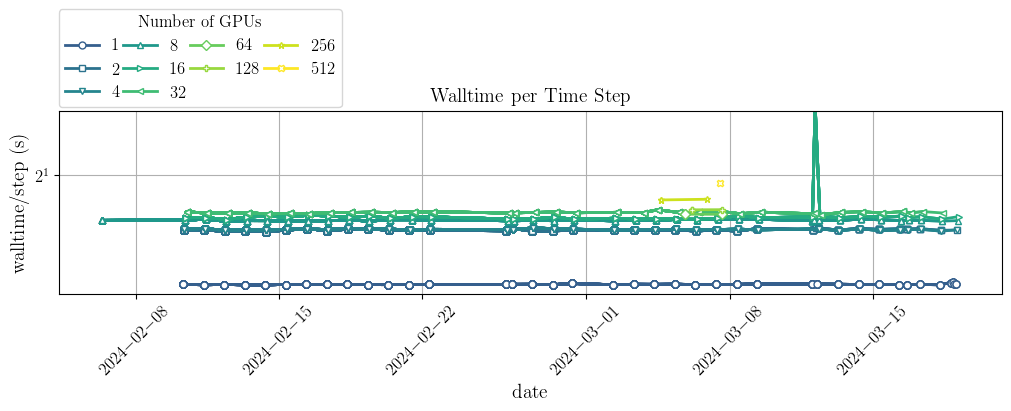 Number of GPUs
1 8 64 256
2 16 128 512
4 32
Walltime per Time Step
walltime/step (s)
2¹
2024−02−08
2024−02−15
2024−02−22
2024−03−01
2024−03−08
2024−03−15
date